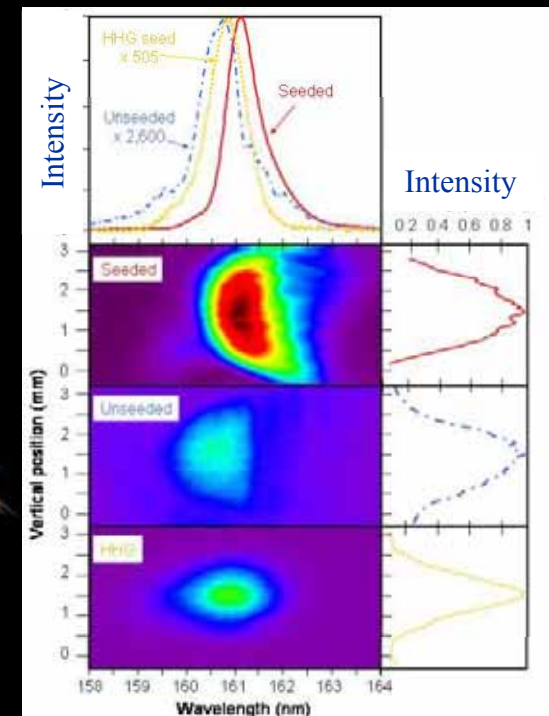 HHG seed
x 505
Unseeded
x 2,600
Seeded
Intensity
Intensity
0.2 0.4 0.6 0.8 1
Seeded
3
2
1
0
Unseeded
3
2
1
0
HHG
3
2
1
0
Vertical position (mm)
158 159 160 161 162 163 164
Wavelength (nm)